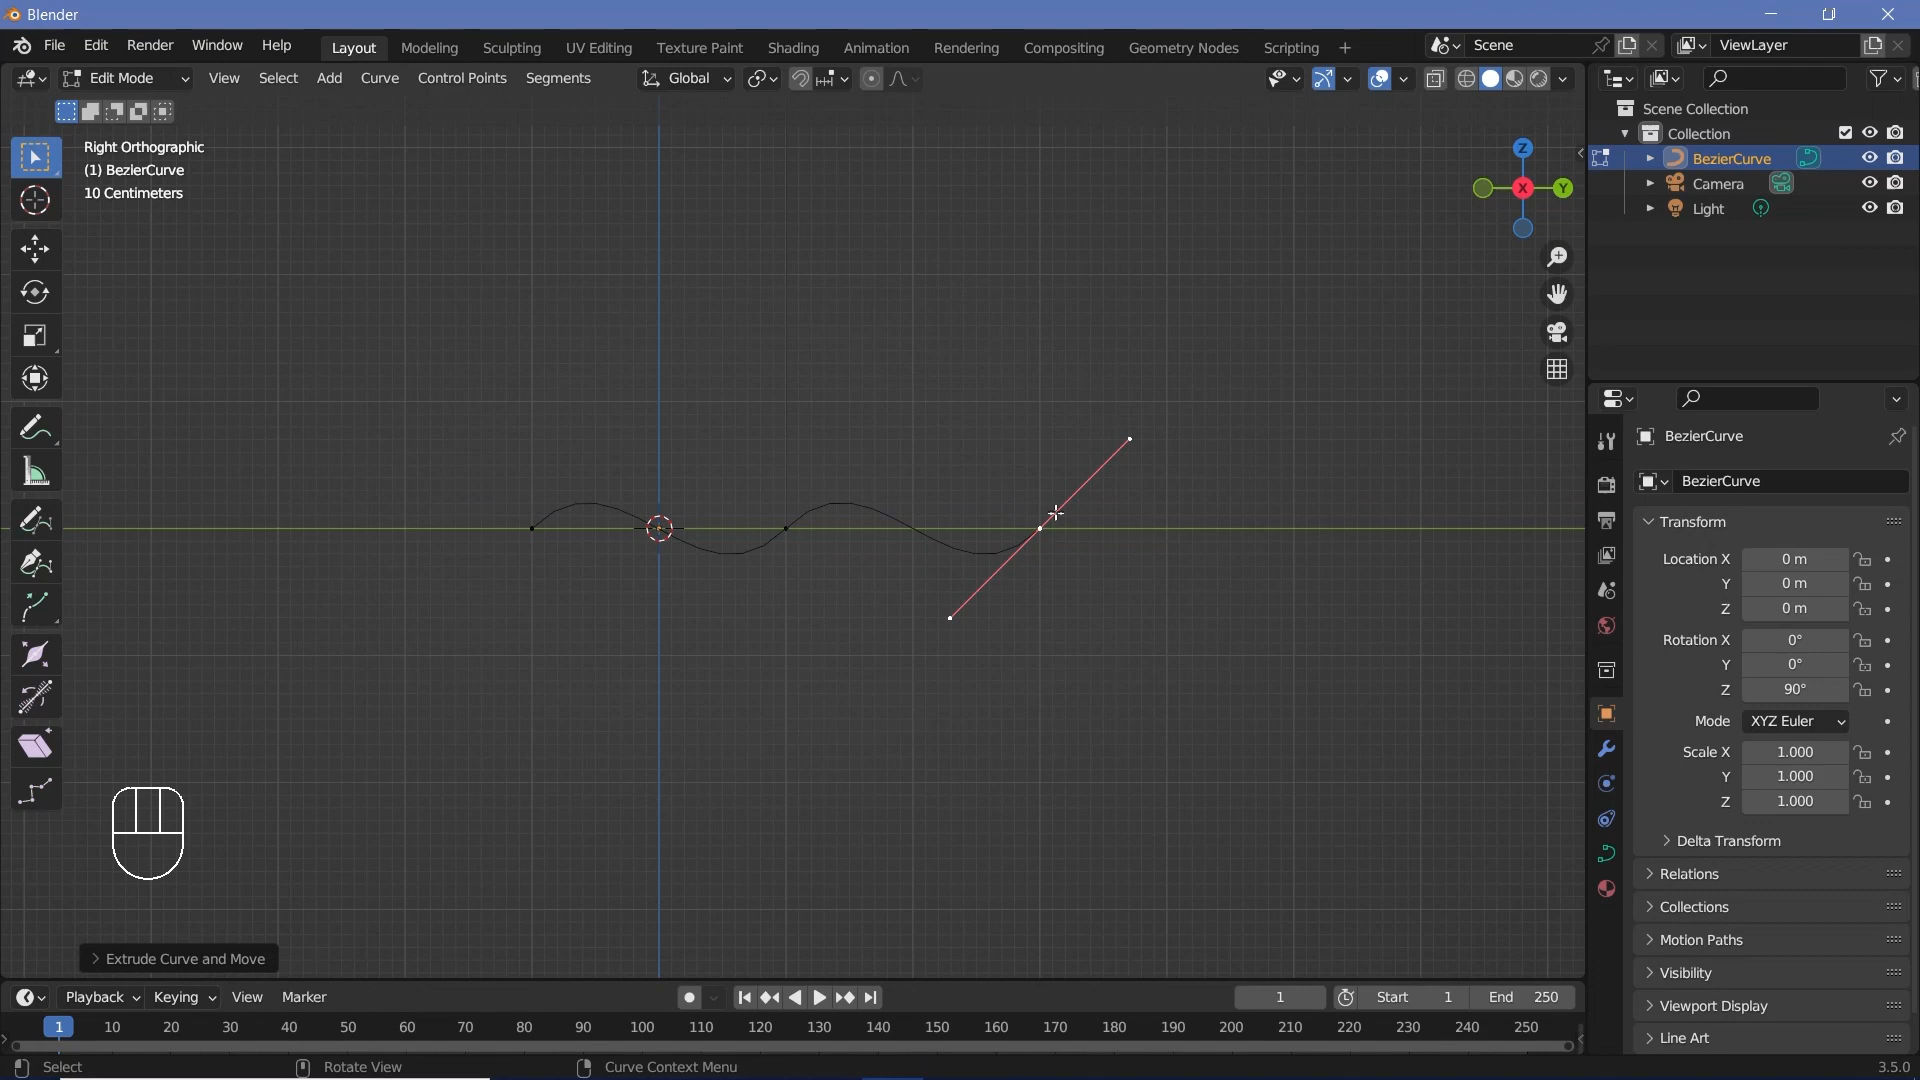 Blender
File Edit Render Window Help Layout Modeling Sculpting UV Editing Texture Paint Shading Animation Rendering Compositing Geometry Nodes Scripting + Scene ViewLayer
Edit Mode View Select Add Curve Control Points Segments Global
Scene Collection
Collection
BezierCurve
Camera
Light
Right Orthographic
(1) BezierCurve
10 Centimeters
Z
X
Y
BezierCurve
BezierCurve
Transform
Location X 0 m
Y 0 m
Z 0 m
Rotation X 0°
Y 0°
Z 90°
Mode XYZ Euler
Scale X 1.000
Y 1.000
Z 1.000
Delta Transform
Relations
Collections
Motion Paths
Visibility
Viewport Display
Line Art
Extrude Curve and Move
Playback Keying View Marker 1 Start 1 End 250
1 10 20 30 40 50 60 70 80 90 100 110 120 130 140 150 160 170 180 190 200 210 220 230 240 250
Select Rotate View Curve Context Menu 3.5.0